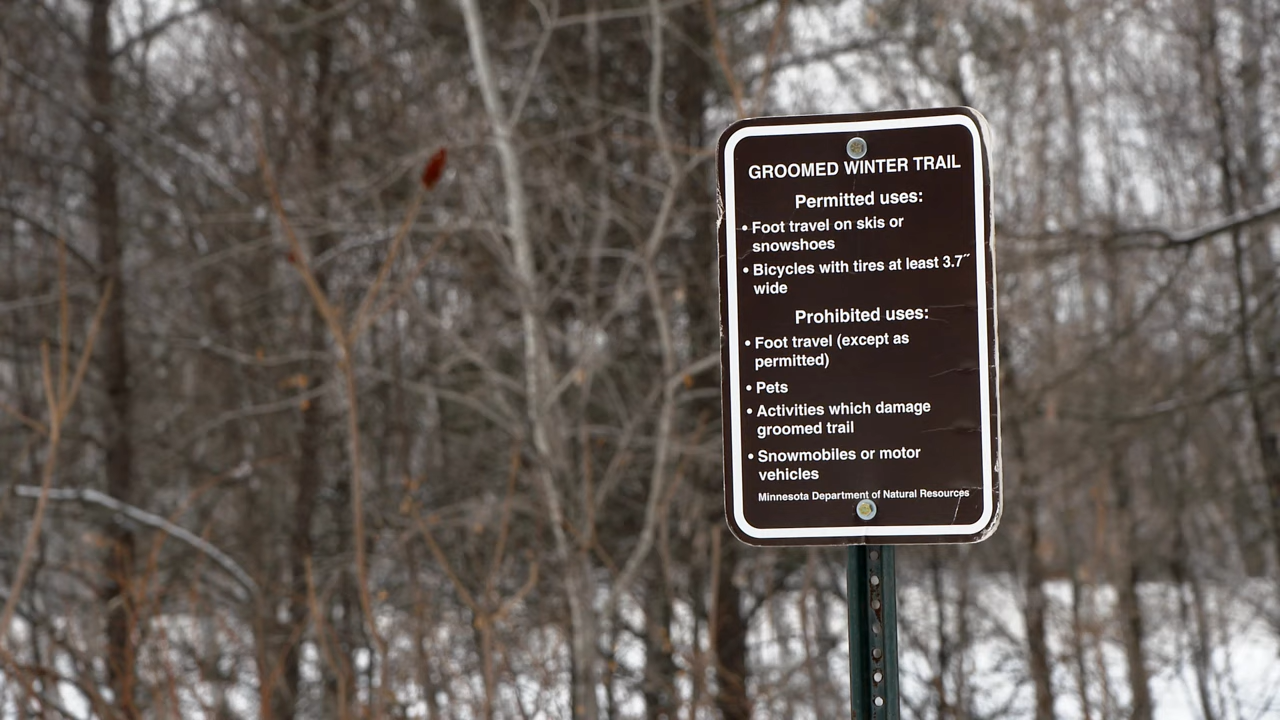 GROOMED WINTER TRAIL
Permitted uses:
• Foot travel on skis or
snowshoes
• Bicycles with tires at least 3.7″
wide
Prohibited uses:
• Foot travel (except as
permitted)
• Pets
• Activities which damage
groomed trail
• Snowmobiles or motor
vehicles
Minnesota Department of Natural Resources